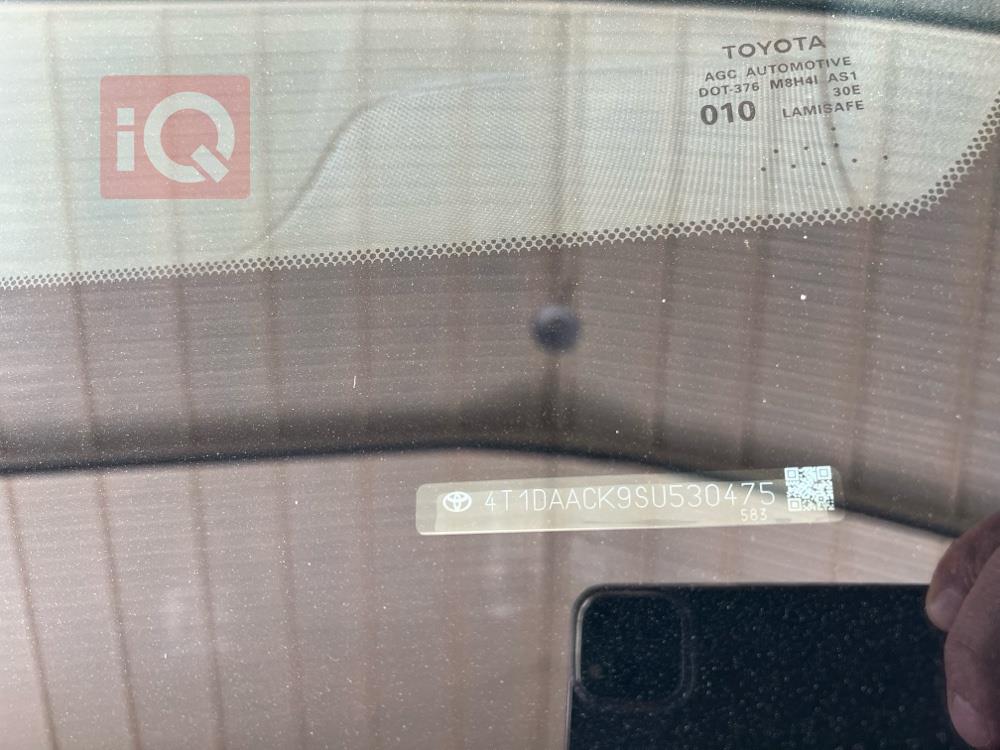 iQ
TOYOTA
AGC AUTOMOTIVE
DOT-376 M8H4I AS1
30E
010 LAMISAFE
4T1DAACK9SU530475
583